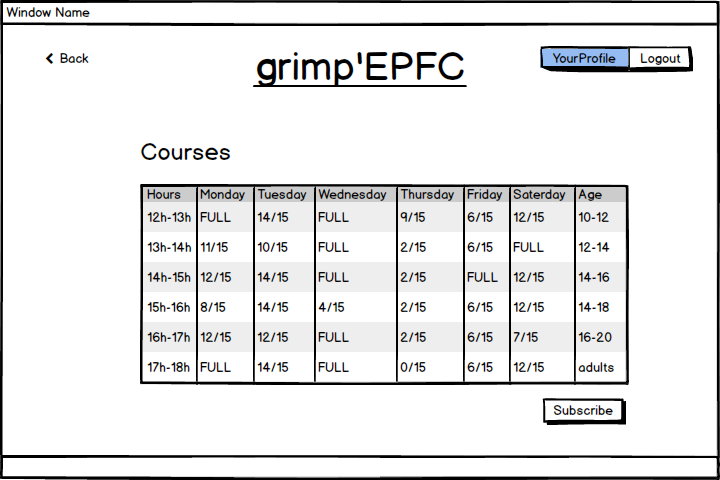 Window Name
Back
grimp'EPFC
YourProfile Logout
Courses
Hours Monday Tuesday Wednesday Thursday Friday Saterday Age
12h-13h FULL 14/15 FULL 9/15 6/15 12/15 10-12
13h-14h 11/15 10/15 FULL 2/15 6/15 FULL 12-14
14h-15h 12/15 14/15 FULL 2/15 FULL 12/15 14-16
15h-16h 8/15 14/15 4/15 2/15 6/15 12/15 14-18
16h-17h 12/15 12/15 FULL 2/15 6/15 7/15 16-20
17h-18h FULL 14/15 FULL 0/15 6/15 12/15 adults
Subscribe